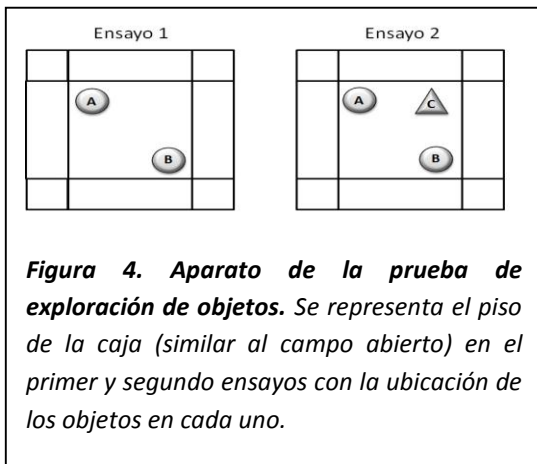 Ensayo 1 Ensayo 2
A A C
B B
Figura 4. Aparato de la prueba de
exploración de objetos. Se representa el piso
de la caja (similar al campo abierto) en el
primer y segundo ensayos con la ubicación de
los objetos en cada uno.